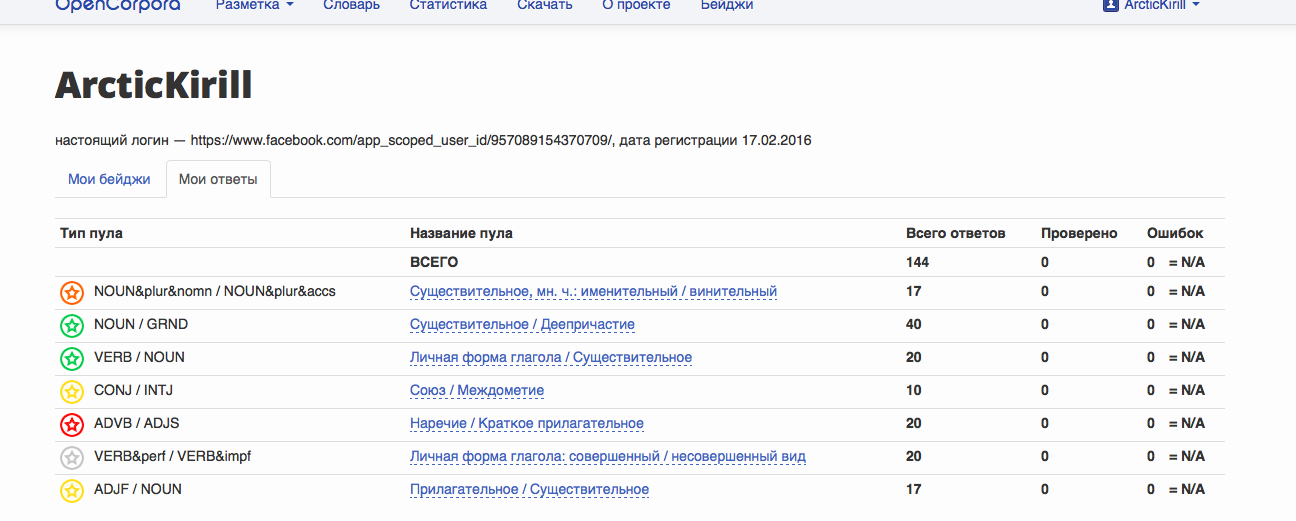 OpenCorpora Разметка Словарь Статистика Скачать О проекте Бейджи ArcticKirill
ArcticKirill
настоящий логин — https://www.facebook.com/app_scoped_user_id/957089154370709/, дата регистрации 17.02.2016
Мои бейджи Мои ответы
Тип пула Название пула Всего ответов Проверено Ошибок
ВСЕГО 144 0 0 = N/A
NOUN&plur&nomn / NOUN&plur&accs Существительное, мн. ч.: именительный / винительный 17 0 0 = N/A
NOUN / GRND Существительное / Деепричастие 40 0 0 = N/A
VERB / NOUN Личная форма глагола / Существительное 20 0 0 = N/A
CONJ / INTJ Союз / Междометие 10 0 0 = N/A
ADVB / ADJS Наречие / Краткое прилагательное 20 0 0 = N/A
VERB&perf / VERB&impf Личная форма глагола: совершенный / несовершенный вид 20 0 0 = N/A
ADJF / NOUN Прилагательное / Существительное 17 0 0 = N/A